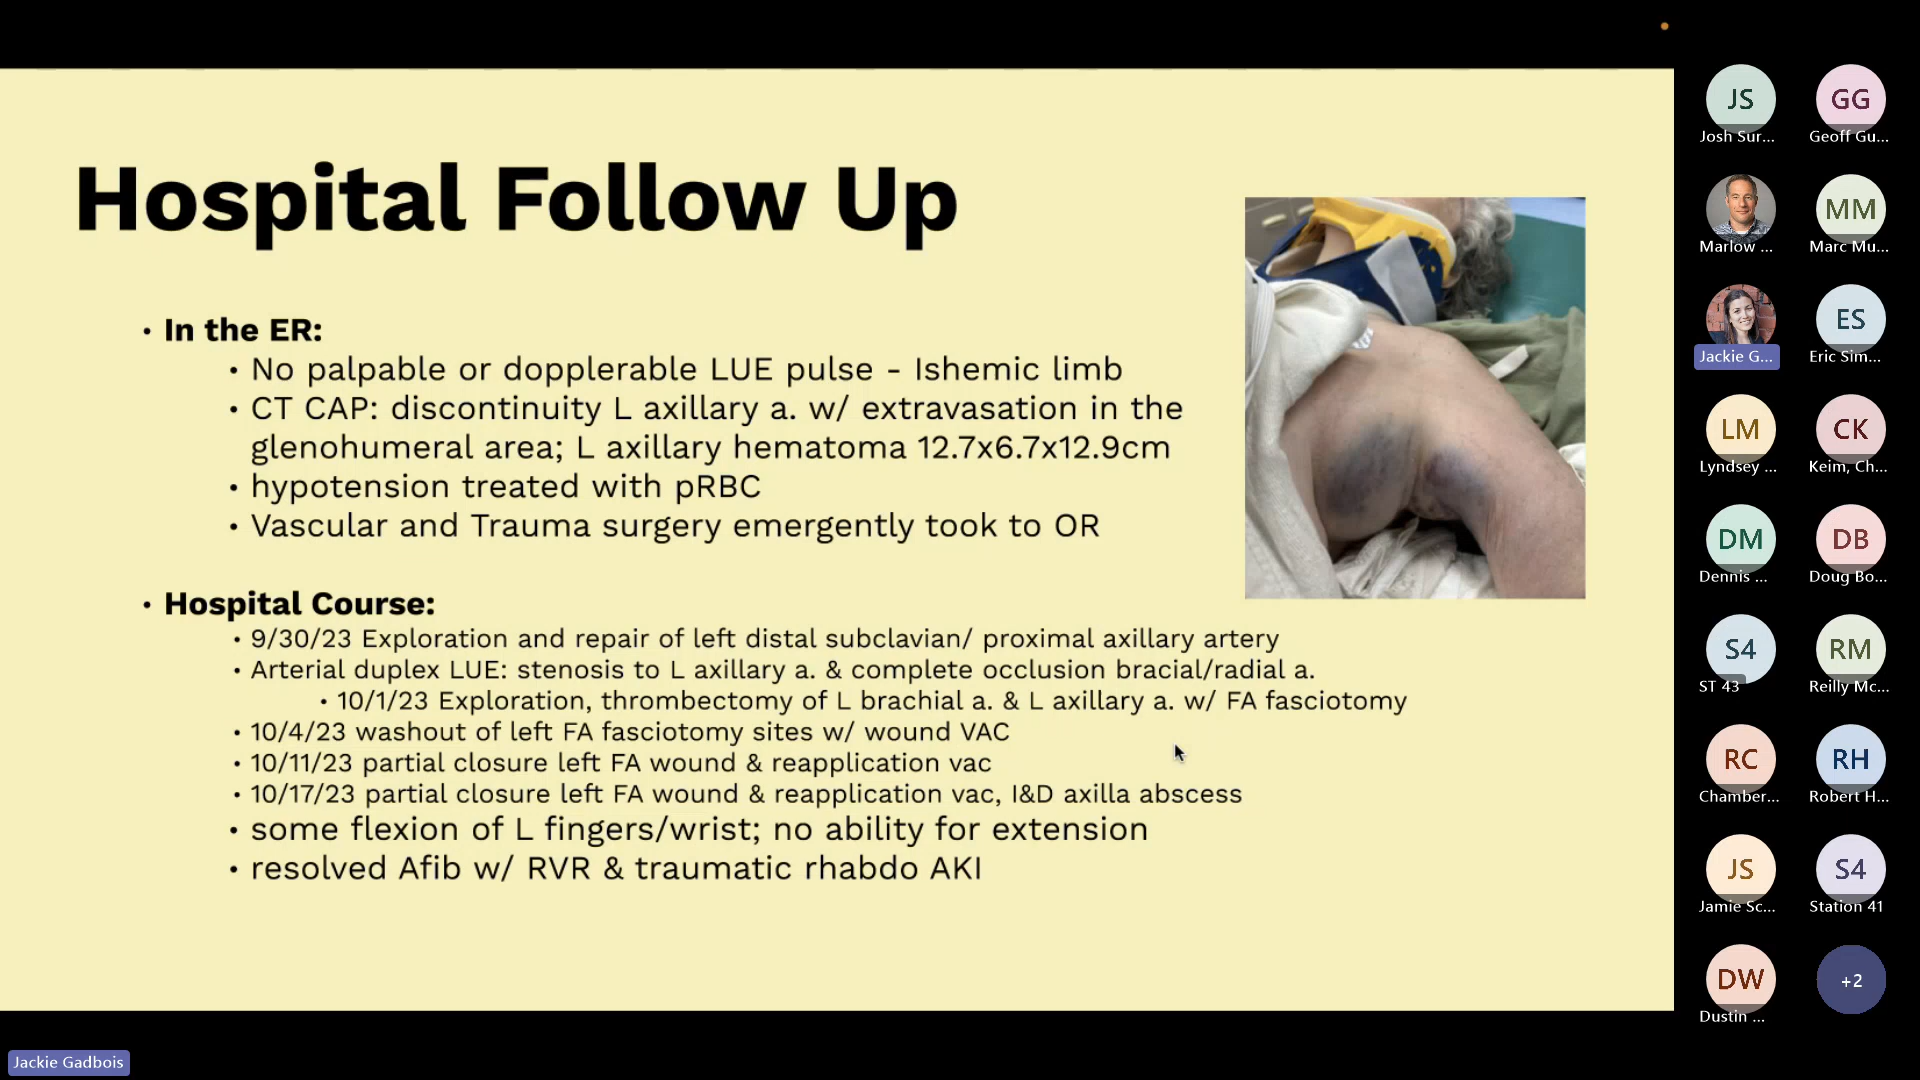 Hospital Follow Up
• In the ER:
• No palpable or dopplerable LUE pulse - Ishemic limb
• CT CAP: discontinuity L axillary a. w/ extravasation in the
glenohumeral area; L axillary hematoma 12.7x6.7x12.9cm
• hypotension treated with pRBC
• Vascular and Trauma surgery emergently took to OR
• Hospital Course:
• 9/30/23 Exploration and repair of left distal subclavian/ proximal axillary artery
• Arterial duplex LUE: stenosis to L axillary a. & complete occlusion bracial/radial a.
• 10/1/23 Exploration, thrombectomy of L brachial a. & L axillary a. w/ FA fasciotomy
• 10/4/23 washout of left FA fasciotomy sites w/ wound VAC
• 10/11/23 partial closure left FA wound & reapplication vac
• 10/17/23 partial closure left FA wound & reapplication vac, I&D axilla abscess
• some flexion of L fingers/wrist; no ability for extension
• resolved Afib w/ RVR & traumatic rhabdo AKI
JS GG
Josh Sur... Geoff Gu...
MM
Marlow ... Marc Mu...
ES
Jackie G... Eric Sim...
LM CK
Lyndsey ... Keim, Ch...
DM DB
Dennis ... Doug Bo...
S4 RM
ST 43 Reilly Mc...
RC RH
Chamber... Robert H...
JS S4
Jamie Sc... Station 41
DW +2
Dustin ...
Jackie Gadbois